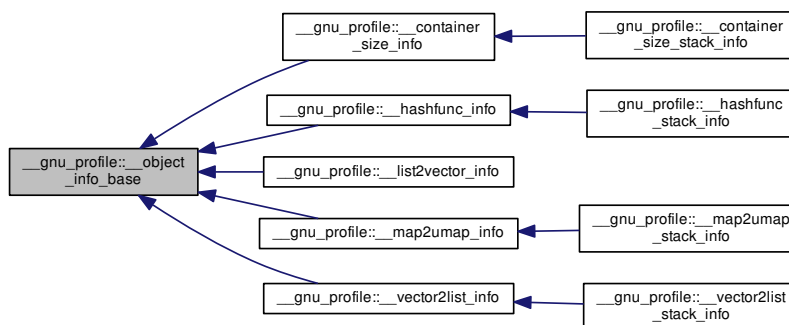 __gnu_profile::__object
_info_base
__gnu_profile::__container
_size_info
__gnu_profile::__container
_size_stack_info
__gnu_profile::__hashfunc_info
__gnu_profile::__hashfunc
_stack_info
__gnu_profile::__list2vector_info
__gnu_profile::__map2umap_info
__gnu_profile::__map2umap
_stack_info
__gnu_profile::__vector2list_info
__gnu_profile::__vector2list
_stack_info